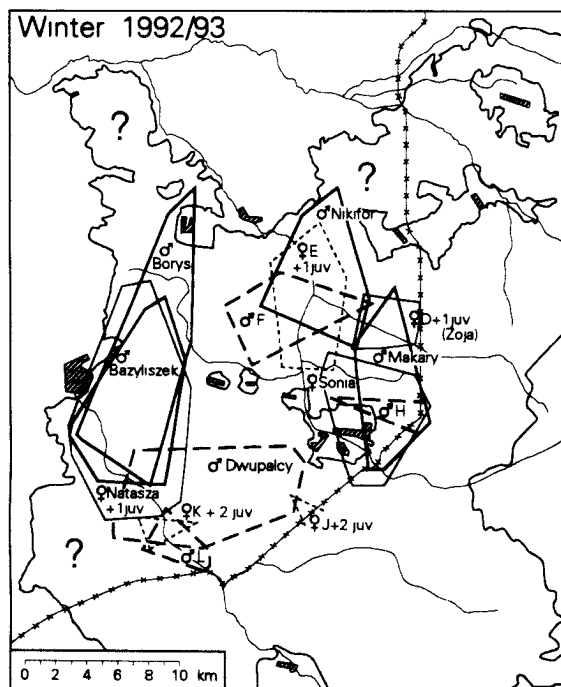 Winter 1992/93
?
?
♂ Nikifor
♂
Borys
♀ E
+1juv
♂ F
♀ D+1juv
(Zoja)
♂
Bazyliszek
♂ Makary
♀ Sonia
♂ H
♂ Dwupalcy
♀ Natasza
+1juv
♀ K + 2 juv
♀ J+2 juv
?
♂ L
0 2 4 6 8 10 km